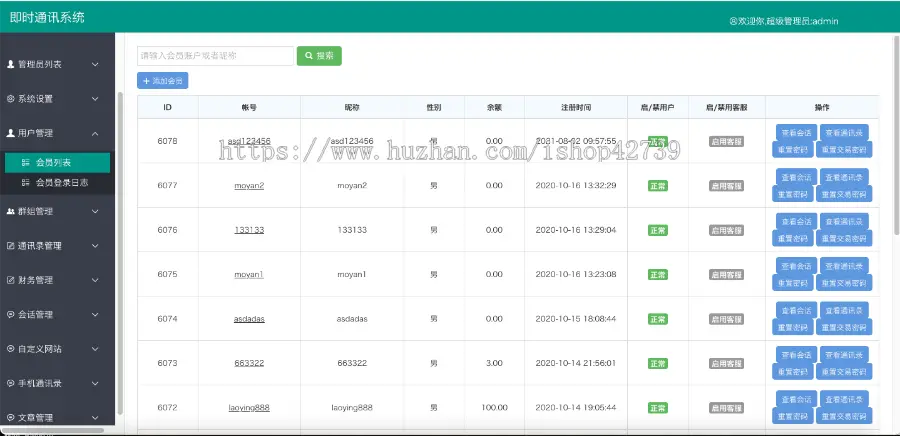 即时通讯系统
欢迎你,超级管理员:admin
管理员列表
系统设置
用户管理
会员列表
会员登录日志
群组管理
通讯录管理
财务管理
会话管理
自定义网站
手机通讯录
文章管理
请输入会员账户或者昵称
搜索
+ 添加会员
ID 帐号 昵称 性别 余额 注册时间 启/禁用户 启/禁用客服 操作
6078 asd123456 asd123456 男 0.00 2021-08-02 09:57:55 正常 启用客服 查看会话 查看通讯录
重置密码 重置交易密码
https://www.huzhan.com/ishop42739
6077 moyan2 moyan2 男 0.00 2020-10-16 13:32:29 正常 启用客服 查看会话 查看通讯录
重置密码 重置交易密码
6076 133133 133133 男 0.00 2020-10-16 13:29:04 正常 启用客服 查看会话 查看通讯录
重置密码 重置交易密码
6075 moyan1 moyan1 男 0.00 2020-10-16 13:23:08 正常 启用客服 查看会话 查看通讯录
重置密码 重置交易密码
6074 asdadas asdadas 男 0.00 2020-10-15 18:08:44 正常 启用客服 查看会话 查看通讯录
重置密码 重置交易密码
6073 663322 663322 男 3.00 2020-10-14 21:56:01 正常 启用客服 查看会话 查看通讯录
重置密码 重置交易密码
6072 laoying888 laoying888 男 100.00 2020-10-14 19:05:44 正常 启用客服 查看会话 查看通讯录
重置密码 重置交易密码